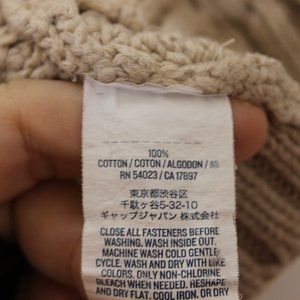 100%
COTTON / COTON / ALGODON / 綿
RN 54023 / CA 17897
東京都渋谷区
千駄ヶ谷5-32-10
ギャップジャパン 株式会社
CLOSE ALL FASTENERS BEFORE
WASHING. WASH INSIDE OUT.
MACHINE WASH COLD GENTLE
CYCLE. WASH AND DRY WITH LIKE
COLORS. ONLY NON-CHLORINE
BLEACH WHEN NEEDED. RESHAPE
AND DRY FLAT. COOL IRON, OR DRY